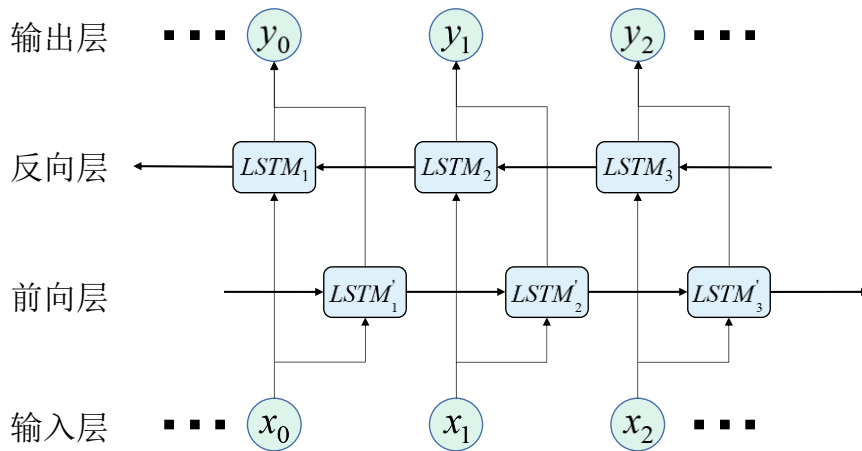 输出层 ... y₀ y₁ y₂ ...
反向层 LSTM₁ LSTM₂ LSTM₃
前向层 LSTM'₁ LSTM'₂ LSTM'₃
输入层 ... x₀ x₁ x₂ ...